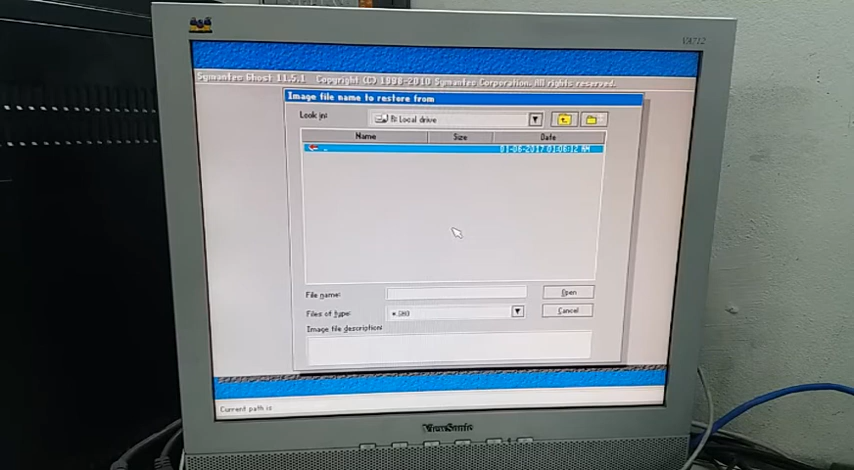 Symantec Ghost 11.5.1 Copyright (C) 1998-2010 Symantec Corporation. All rights reserved.
Image file name to restore from
Look in:
Local drive
Name
Size
Date
..
01-06-2017 01:06:12 AM
File name:
Open
Files of type:
*.GHO
Cancel
Image file description:
Current path is
ViewSonic